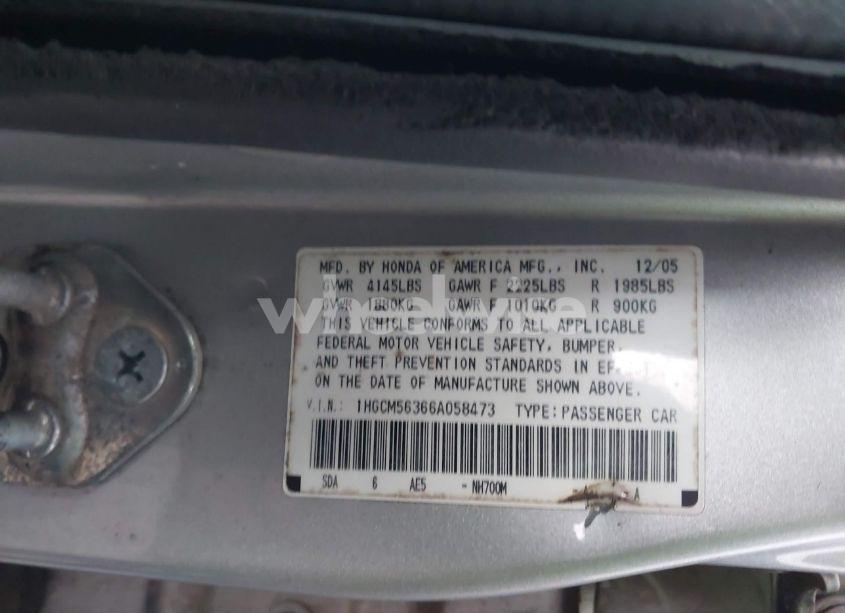 MFD. BY HONDA OF AMERICA MFG., INC. 12/05
GVWR 4145LBS GAWR F 2225LBS R 1985LBS
GVWR 1880KG GAWR F 1010KG R 900KG
THIS VEHICLE CONFORMS TO ALL APPLICABLE
FEDERAL MOTOR VEHICLE SAFETY, BUMPER,
AND THEFT PREVENTION STANDARDS IN
ON THE DATE OF MANUFACTURE SHOWN ABOVE.
V.I.N.: 1HGCM56366A058473 TYPE: PASSENGER CAR
SDA 6 AE5 - NH700M - A